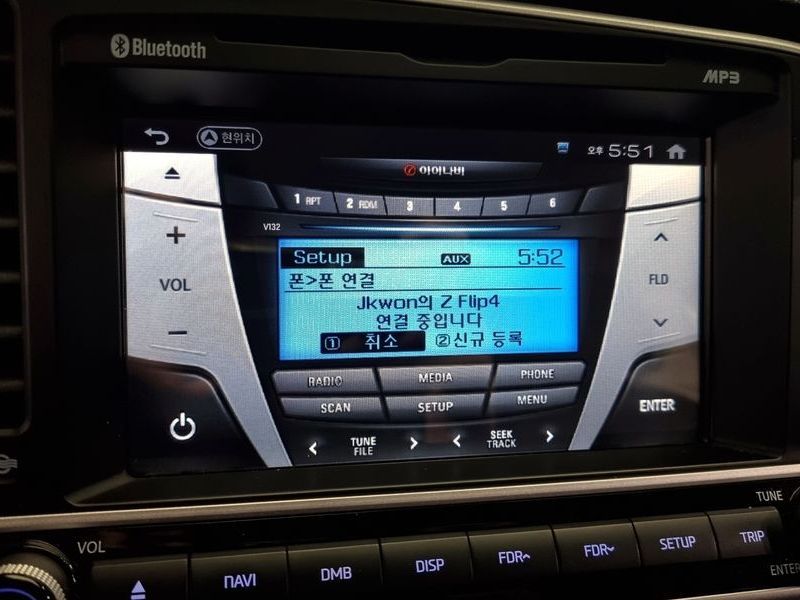 Bluetooth
MP3
현위치
오후 5:51
아이나비
1 RPT
2 RDM
3
4
5
6
V132
Setup
AUX
5:52
폰>폰 연결
Jkwon의 Z Flip4
연결 중입니다
① 취소
②신규 등록
+
VOL
−
FLD
ENTER
RADIO
MEDIA
PHONE
SCAN
SETUP
MENU
< TUNE FILE >
< SEEK TRACK >
VOL
NAVI
DMB
DISP
FDR^
FDR⌄
SETUP
TRIP
TUNE
ENTER